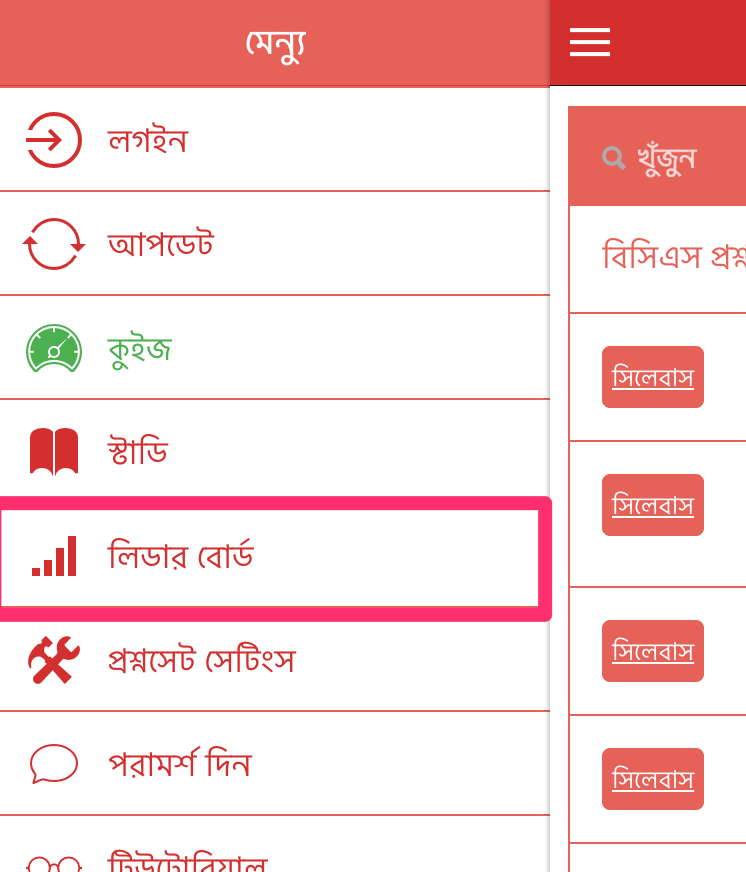 মেন্যু
লগইন
আপডেট
কুইজ
স্টাডি
লিডার বোর্ড
প্রশ্নসেট সেটিংস
পরামর্শ দিন
টিউটোরিয়াল
খুঁজুন
বিসিএস প্রশ্ন
সিলেবাস
সিলেবাস
সিলেবাস
সিলেবাস